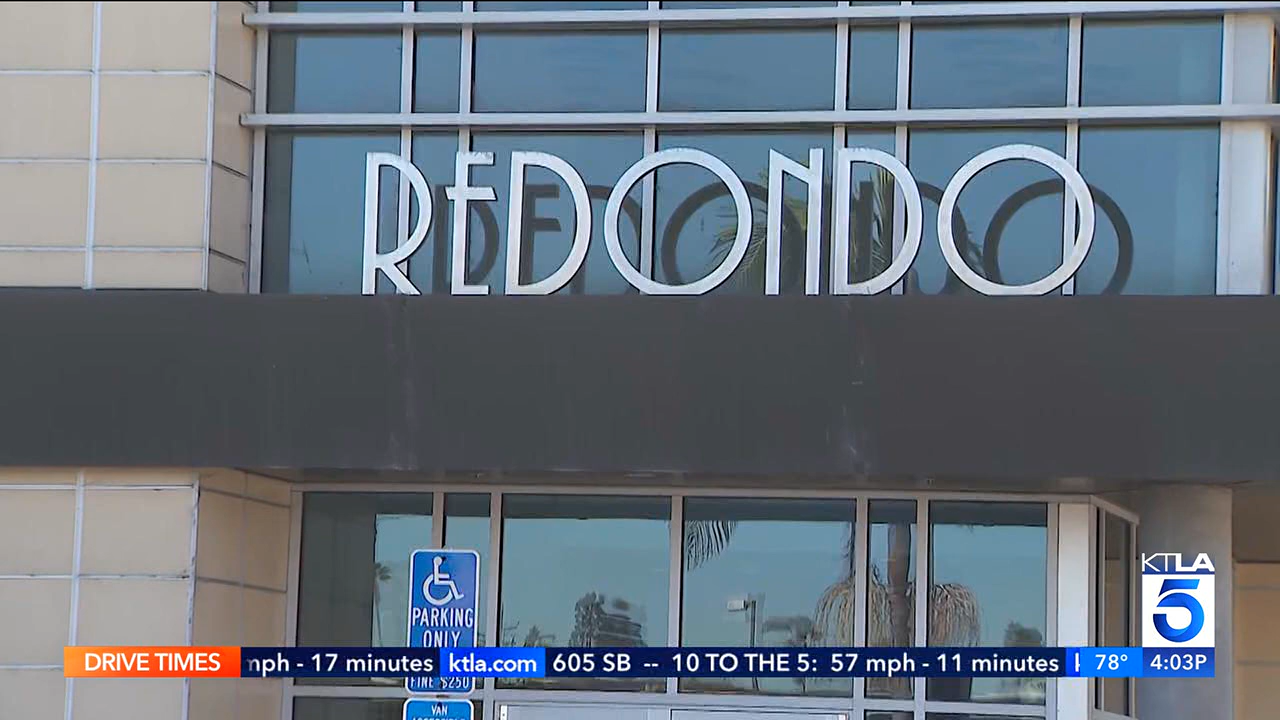 REDONDO
PARKING
ONLY
FINE $250
VAN
KTLA
5
DRIVE TIMES
mph - 17 minutes ktla.com 605 SB -- 10 TO THE 5: 57 mph - 11 minutes
78° 4:03P